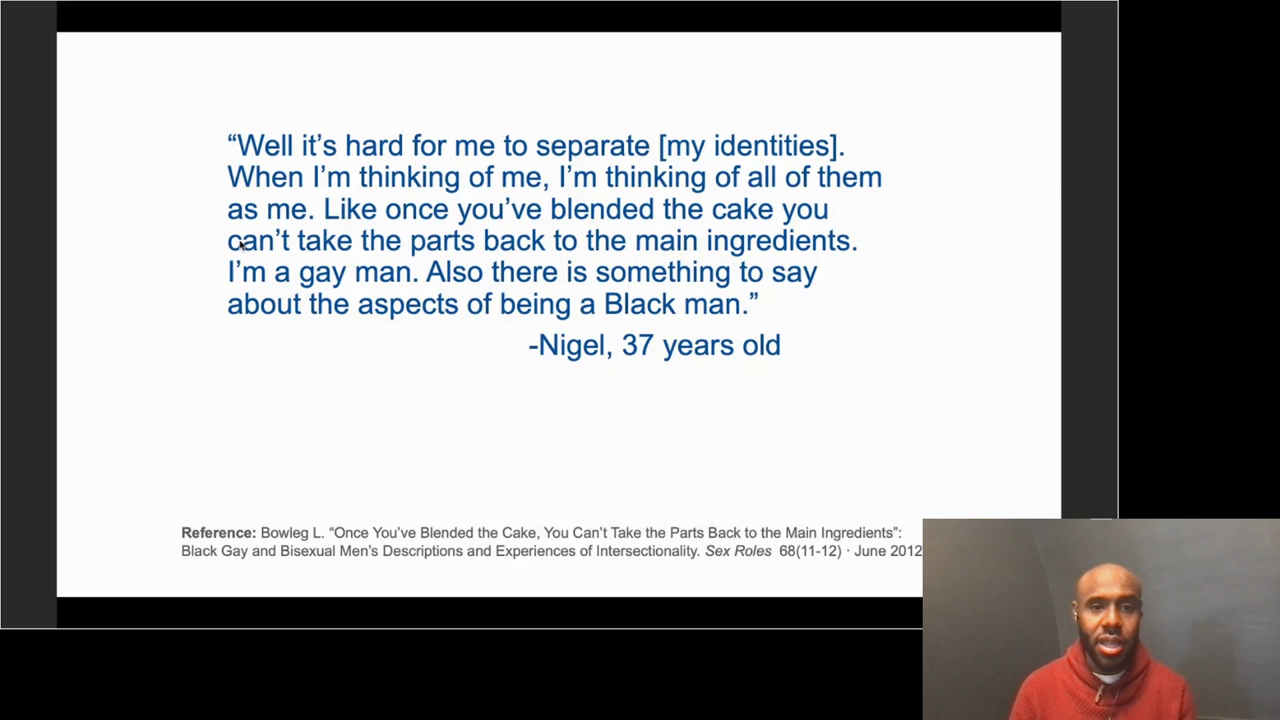 “Well it’s hard for me to separate [my identities].
When I’m thinking of me, I’m thinking of all of them
as me. Like once you’ve blended the cake you
can’t take the parts back to the main ingredients.
I’m a gay man. Also there is something to say
about the aspects of being a Black man.”
-Nigel, 37 years old
Reference: Bowleg L. “Once You’ve Blended the Cake, You Can’t Take the Parts Back to the Main Ingredients”:
Black Gay and Bisexual Men’s Descriptions and Experiences of Intersectionality. Sex Roles 68(11-12) · June 2012